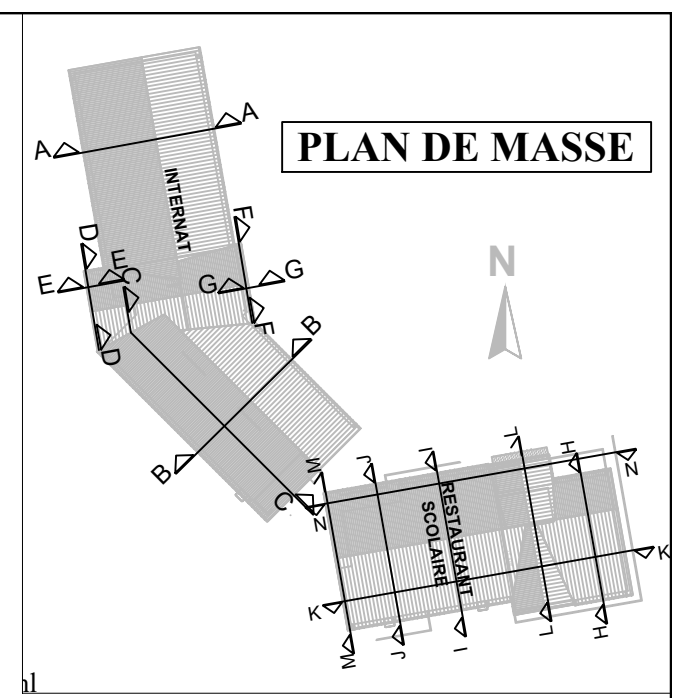 PLAN DE MASSE
A
A
INTERNAT
D
F
E
E
C
G
G
N
D
F
B
B
C
N
M
J
I
L
H
N
RESTAURANT
SCOLAIRE
K
K
M
J
I
L
H